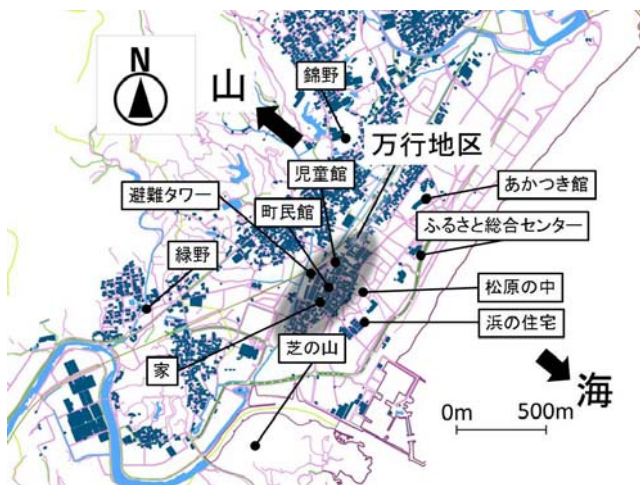 N
山
錦野
万行地区
児童館
避難タワー
町民館
あかつき館
ふるさと総合センター
緑野
松原の中
浜の住宅
家
芝の山
海
0m 500m